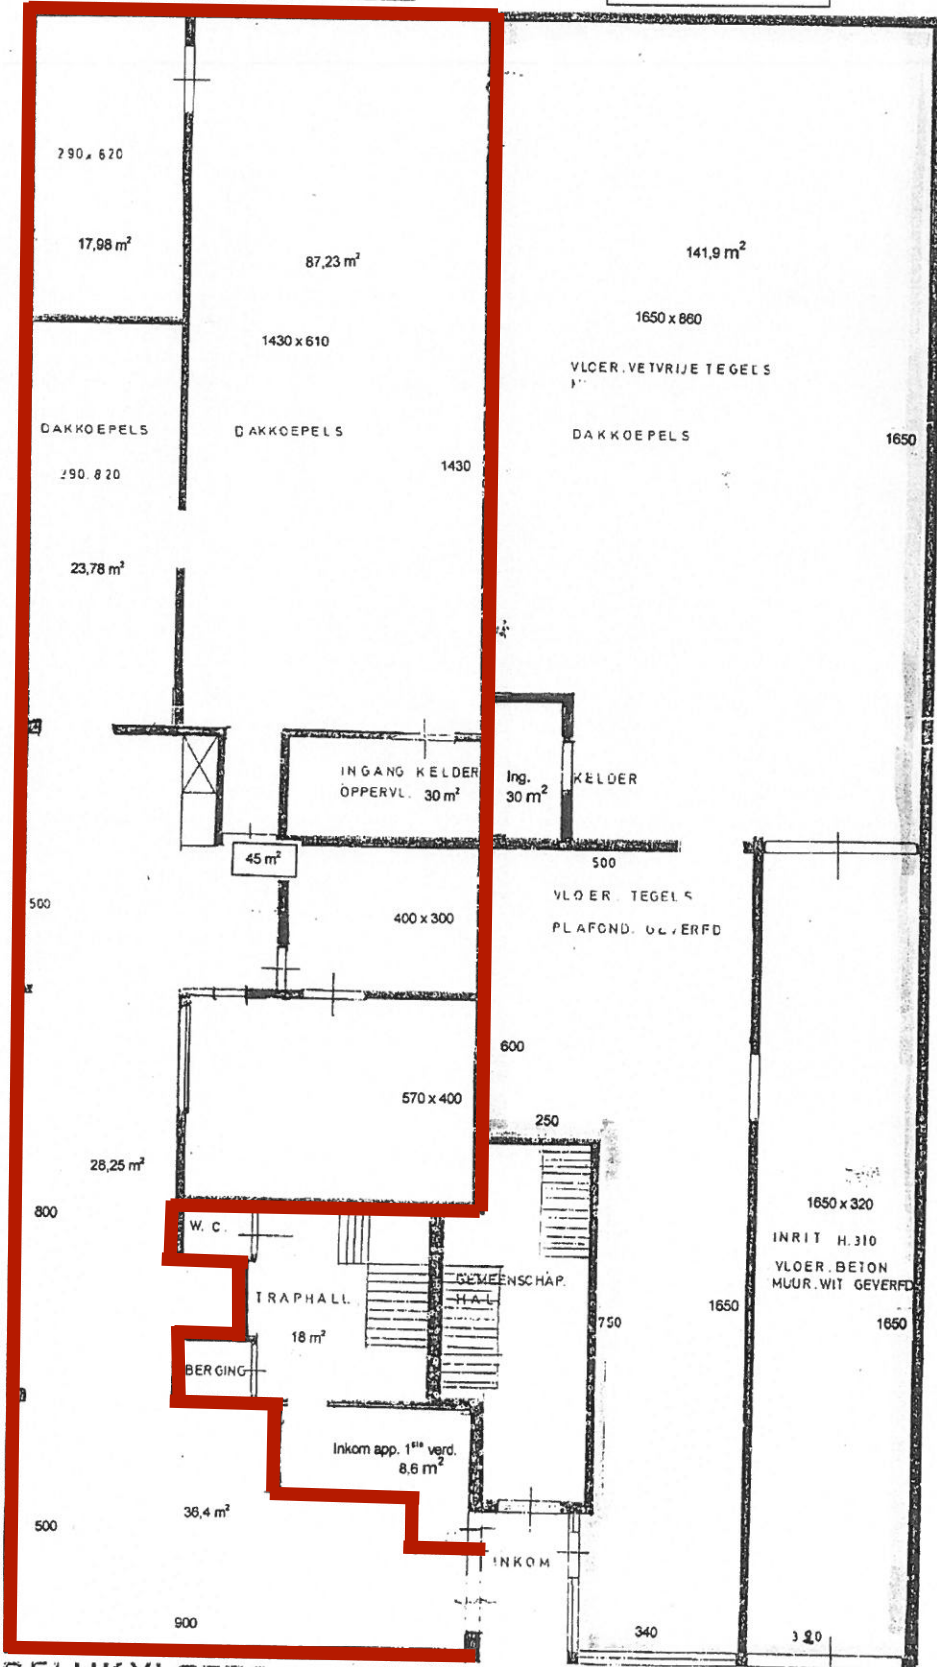 290x620
17,98 m²
87,23 m²
141,9 m²
1430 x 610
1650 x 860
VLOER.VETVRIJE TEGELS
DAKKOEPELS
DAKKOEPELS
DAKKOEPELS
1650
1430
290.820
23,78 m²
INGANG KELDER
OPPERVL. 30 m²
Ing.
30 m²
KELDER
45 m²
500
560
400 x 300
VLOER. TEGELS
PLAFOND. GEVERFD
600
570 x 400
250
28,25 m²
800
W.C.
1650 x 320
INRIT H.310
VLOER.BETON
MUUR.WIT GEVERFD
GEMEENSCHAP.
HAL
TRAPHALL
18 m²
750
1650
1650
BERGING
Inkom app. 1ste verd.
8,6 m²
36,4 m²
500
INKOM
900
340
320